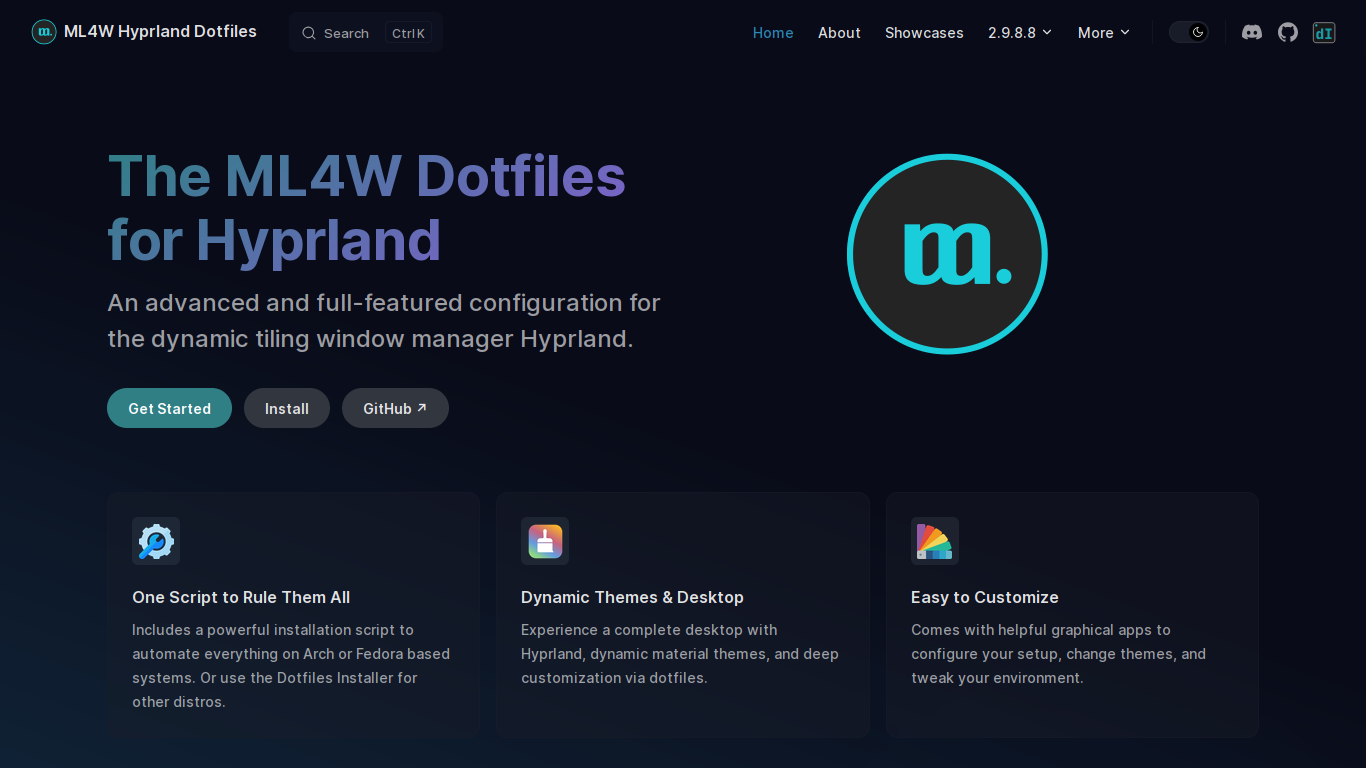 m. ML4W Hyprland Dotfiles
Search Ctrl K
Home About Showcases 2.9.8.8 More
dI
The ML4W Dotfiles
for Hyprland
An advanced and full-featured configuration for
the dynamic tiling window manager Hyprland.
m.
Get Started Install GitHub ↗
One Script to Rule Them All
Includes a powerful installation script to
automate everything on Arch or Fedora based
systems. Or use the Dotfiles Installer for
other distros.
Dynamic Themes & Desktop
Experience a complete desktop with
Hyprland, dynamic material themes, and deep
customization via dotfiles.
Easy to Customize
Comes with helpful graphical apps to
configure your setup, change themes, and
tweak your environment.